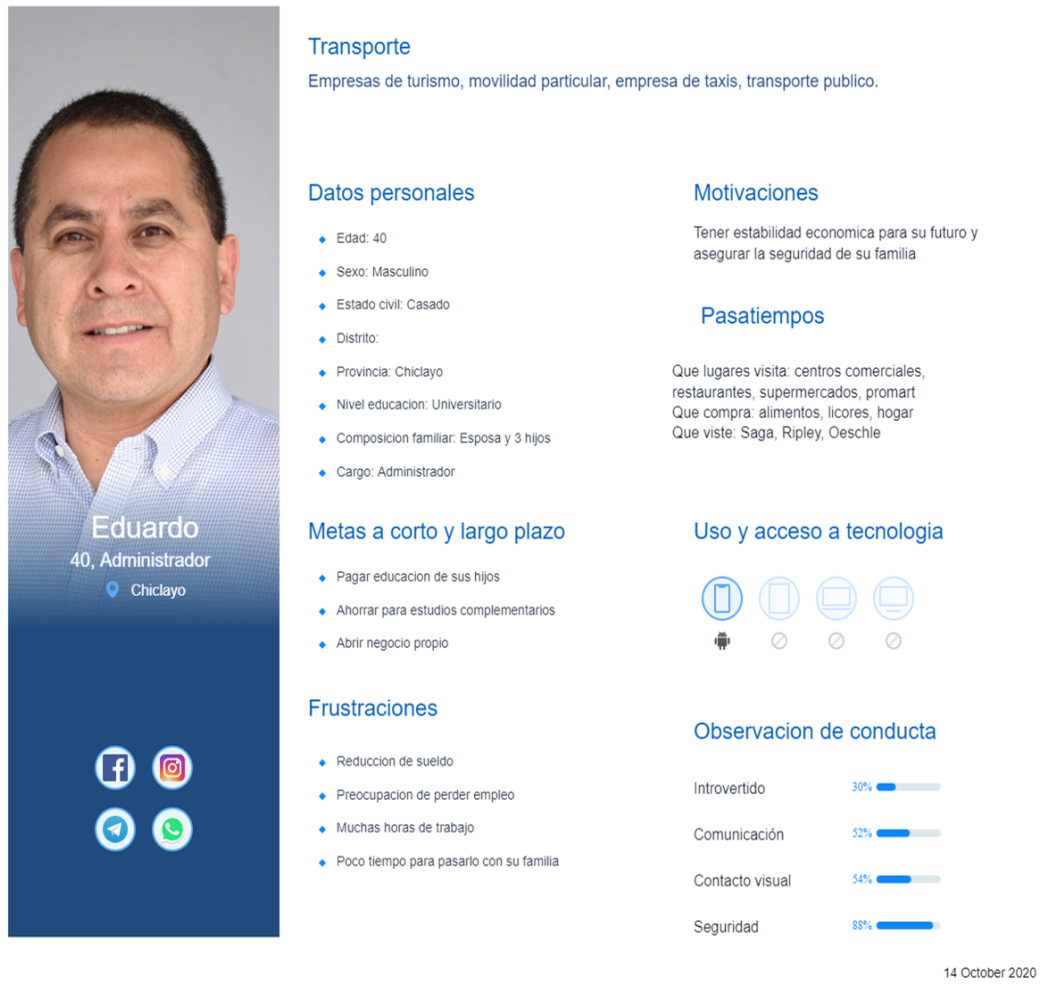 Transporte
Empresas de turismo, movilidad particular, empresa de taxis, transporte publico.
Datos personales
Edad: 40
Sexo: Masculino
Estado civil: Casado
Distrito:
Provincia: Chiclayo
Nivel educacion: Universitario
Composicion familiar: Esposa y 3 hijos
Cargo: Administrador
Motivaciones
Tener estabilidad economica para su futuro y
asegurar la seguridad de su familia
Pasatiempos
Que lugares visita: centros comerciales,
restaurantes, supermercados, promart
Que compra: alimentos, licores, hogar
Que viste: Saga, Ripley, Oeschle
Eduardo
40, Administrador
Chiclayo
Metas a corto y largo plazo
Pagar educacion de sus hijos
Ahorrar para estudios complementarios
Abrir negocio propio
Uso y acceso a tecnologia
Frustraciones
Reduccion de sueldo
Preocupacion de perder empleo
Muchas horas de trabajo
Poco tiempo para pasarlo con su familia
Observacion de conducta
Introvertido 30%
Comunicación 52%
Contacto visual 54%
Seguridad 88%
14 October 2020